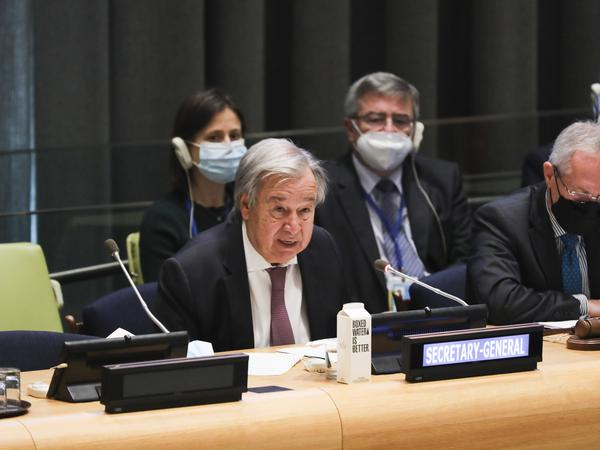 BOXED
WATER
IS
BETTER
SECRETARY-GENERAL